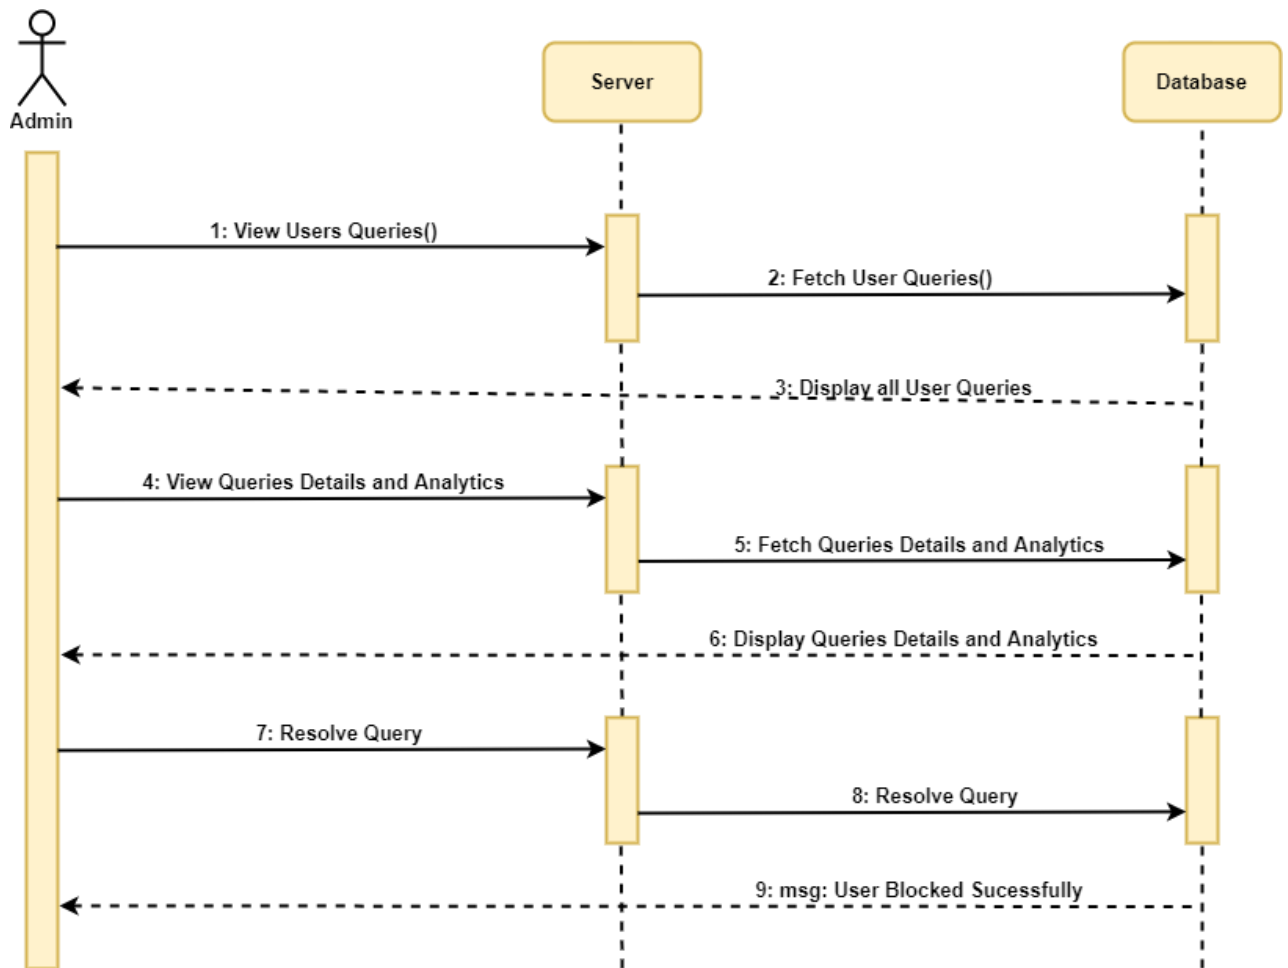 Admin
Server
Database
1: View Users Queries()
2: Fetch User Queries()
3: Display all User Queries
4: View Queries Details and Analytics
5: Fetch Queries Details and Analytics
6: Display Queries Details and Analytics
7: Resolve Query
8: Resolve Query
9: msg: User Blocked Sucessfully